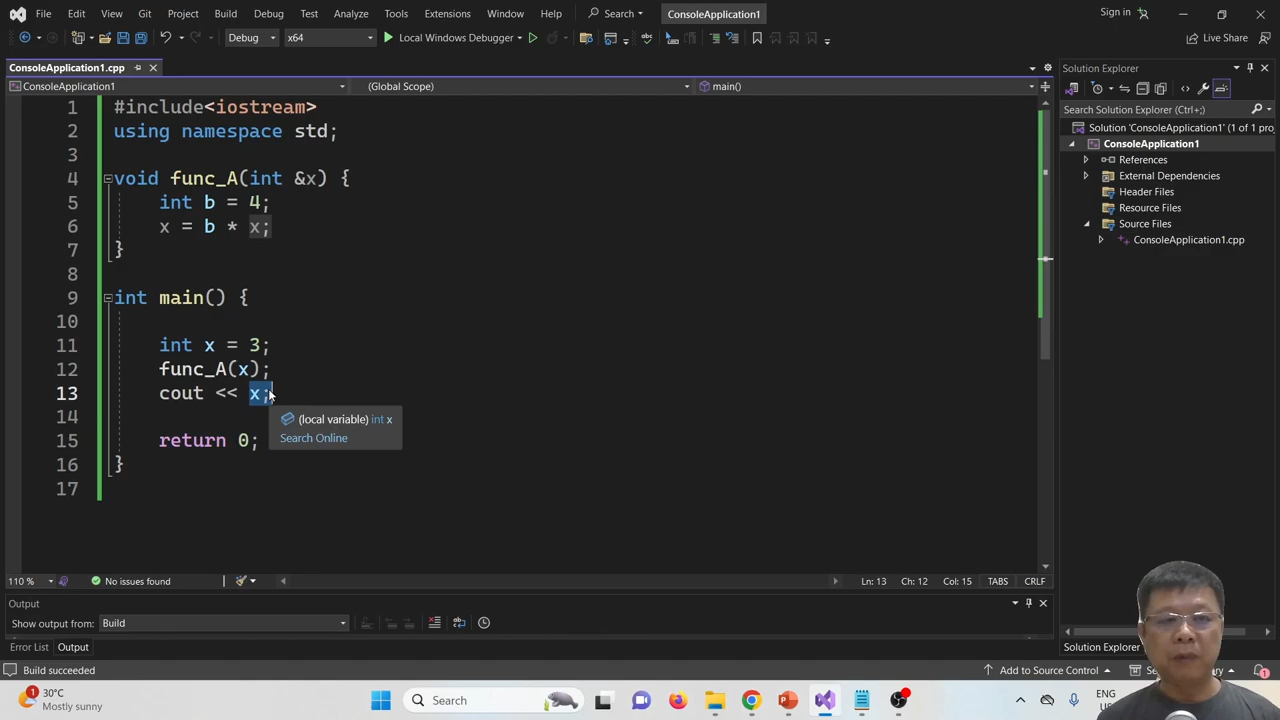 File Edit View Git Project Build Debug Test Analyze Tools Extensions Window Help Search ConsoleApplication1 Sign in
Debug x64 Local Windows Debugger Live Share
ConsoleApplication1.cpp
ConsoleApplication1 (Global Scope) main()
1 #include<iostream>
2 using namespace std;
3
4 void func_A(int &x) {
5 int b = 4;
6 x = b * x;
7 }
8
9 int main() {
10
11 int x = 3;
12 func_A(x);
13 cout << x;
14
15 return 0;
16 }
17
(local variable) int x
Search Online
110 % No issues found Ln: 13 Ch: 12 Col: 15 TABS CRLF
Output
Show output from: Build
Error List Output
Solution Explorer
Search Solution Explorer (Ctrl+;)
Solution 'ConsoleApplication1' (1 of 1 pro
ConsoleApplication1
References
External Dependencies
Header Files
Resource Files
Source Files
ConsoleApplication1.cpp
Solution Explorer
Build succeeded Add to Source Control
1 30°C
Mostly sunny
Search
ENG